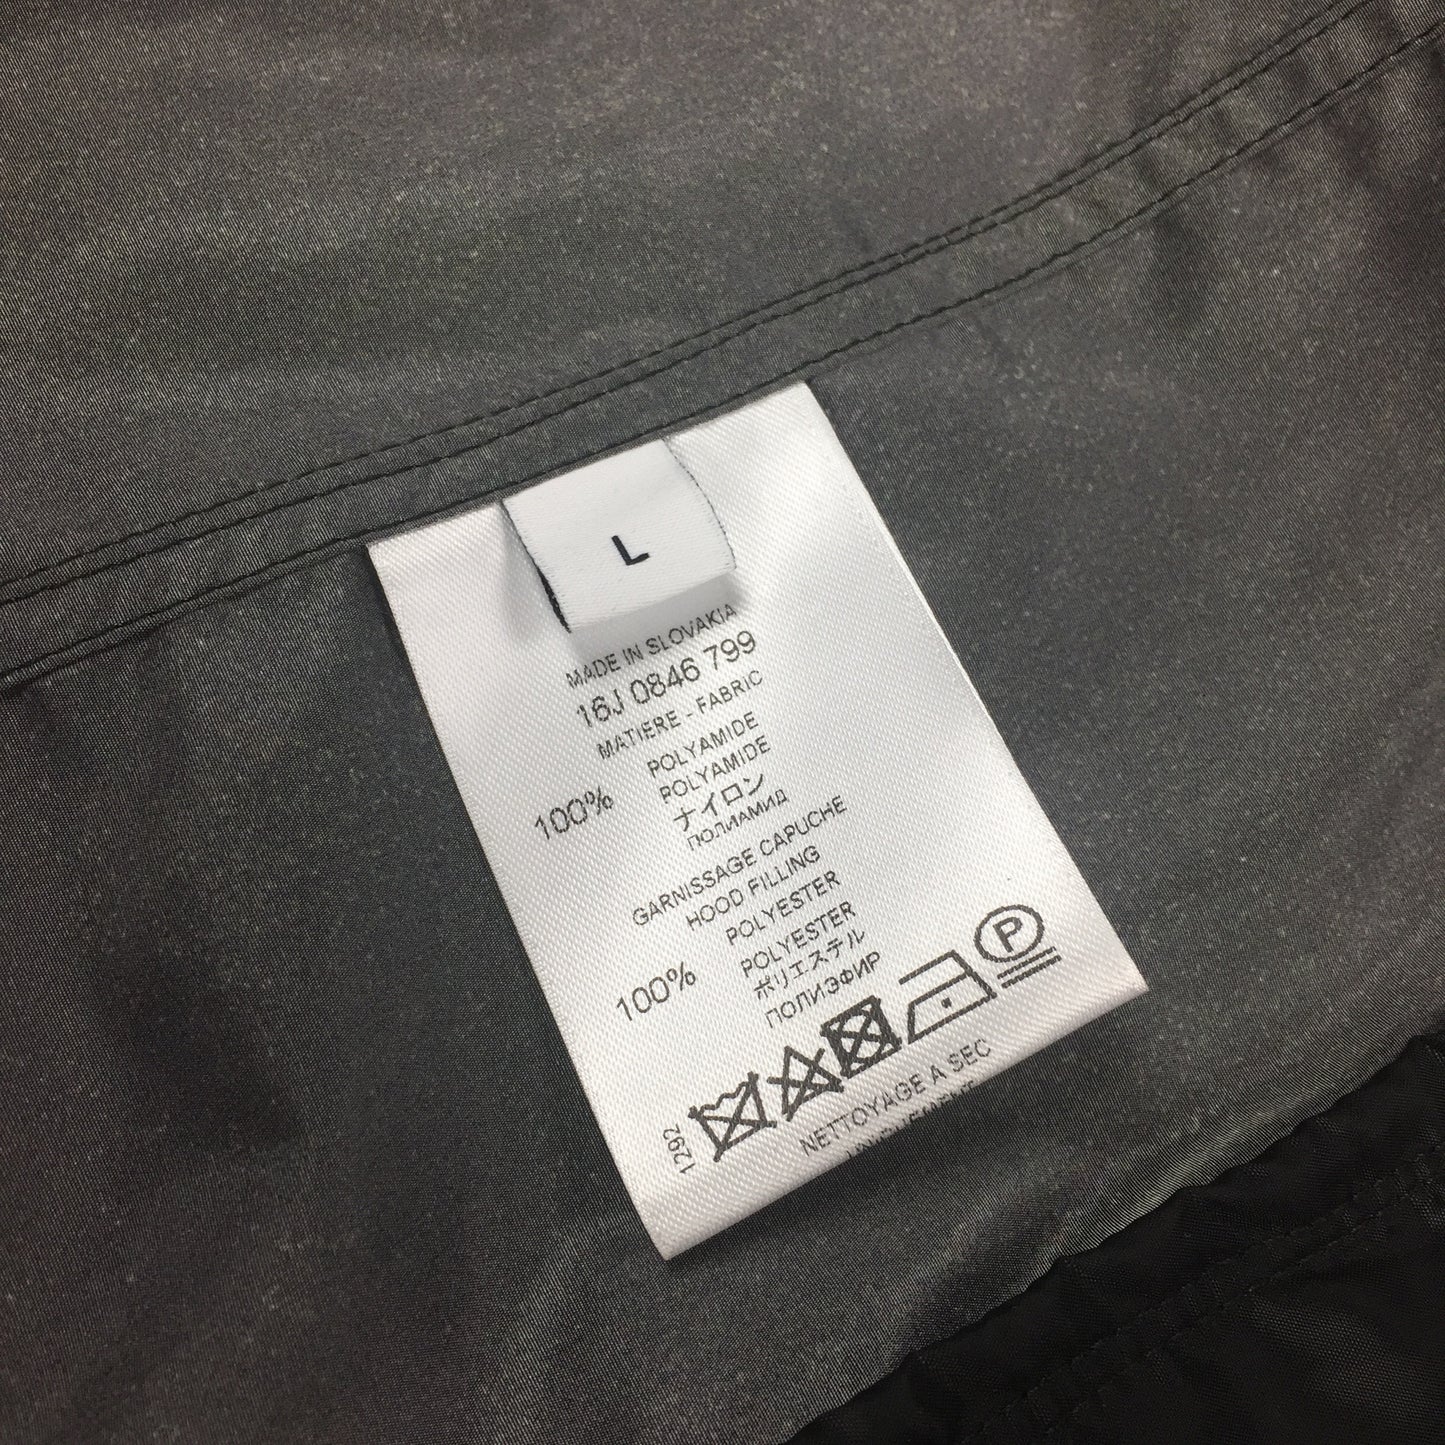 L
MADE IN SLOVAKIA
16J 0846 799
MATIERE - FABRIC
POLYAMIDE
100% POLYAMIDE
ナイロン
ПОЛИАМИД
GARNISSAGE CAPUCHE
HOOD FILLING
POLYESTER
100% POLYESTER
ポリエステル
ПОЛИЭФИР
P
1292
NETTOYAGE A SEC